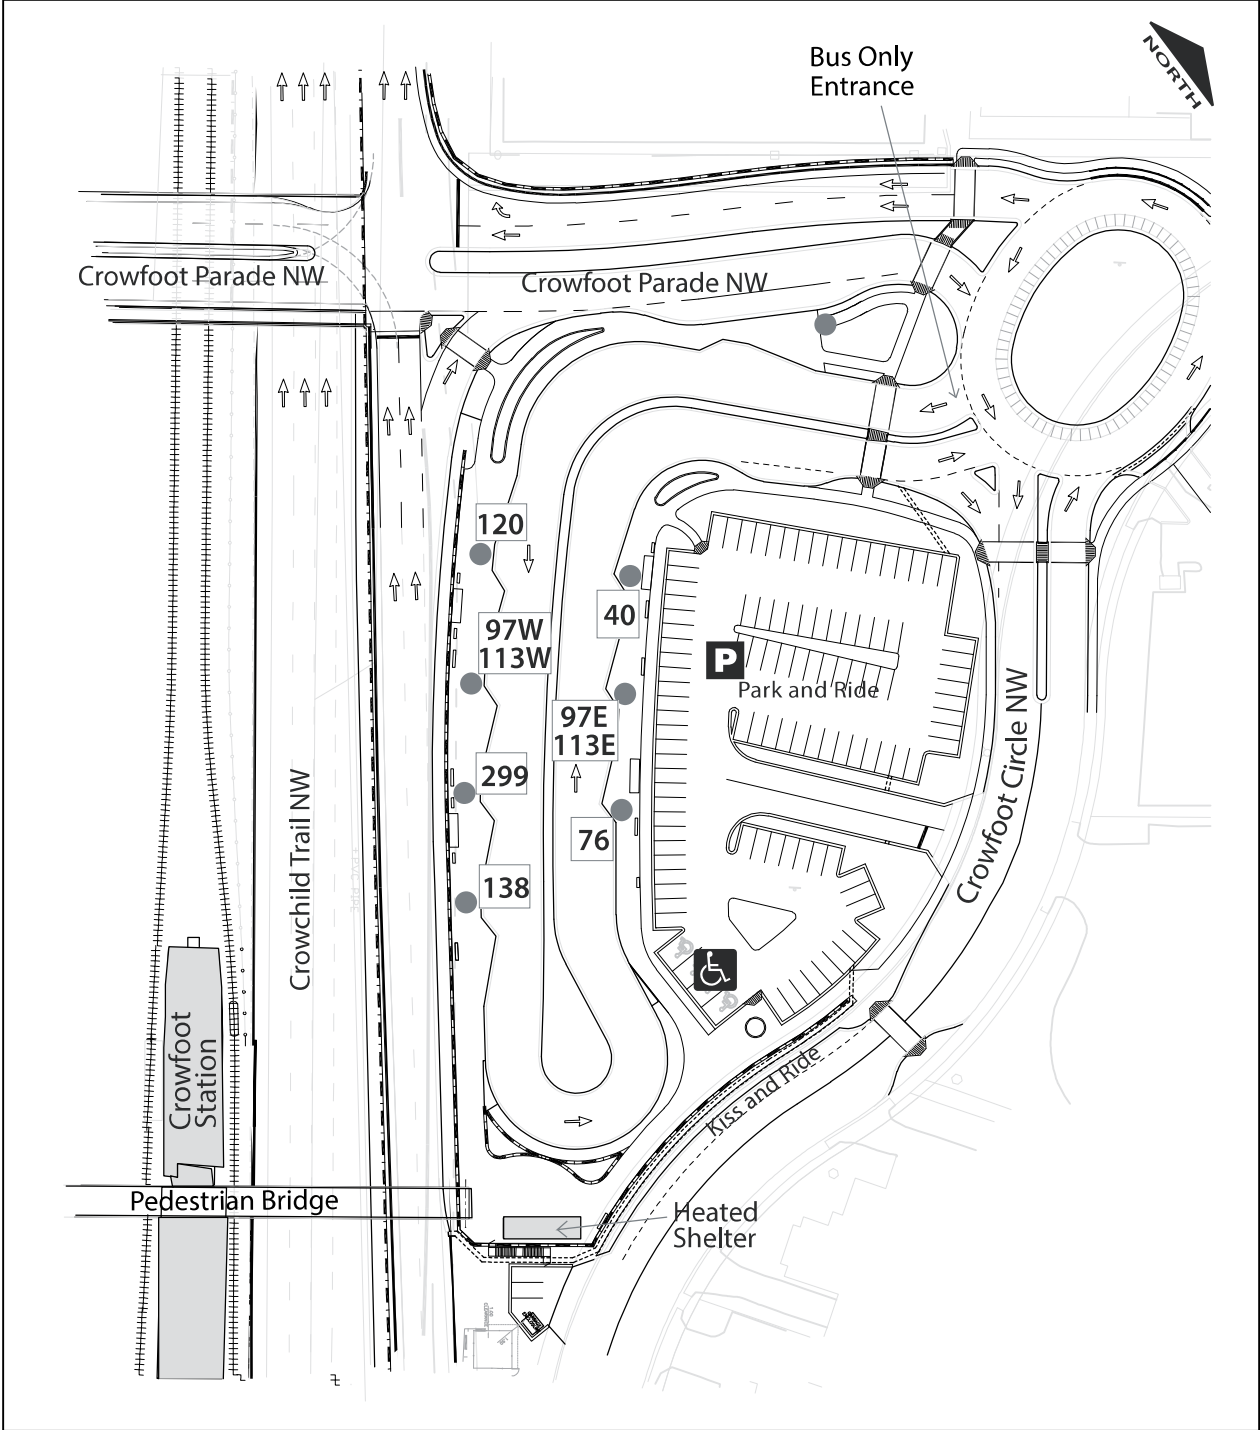 Bus Only
Entrance
NORTH
Crowfoot Parade NW
Crowfoot Parade NW
120
40
97W
113W
P
Park and Ride
97E
113E
299
76
138
Crowchild Trail NW
Crowfoot Circle NW
Crowfoot
Station
Kiss and Ride
Pedestrian Bridge
Heated
Shelter